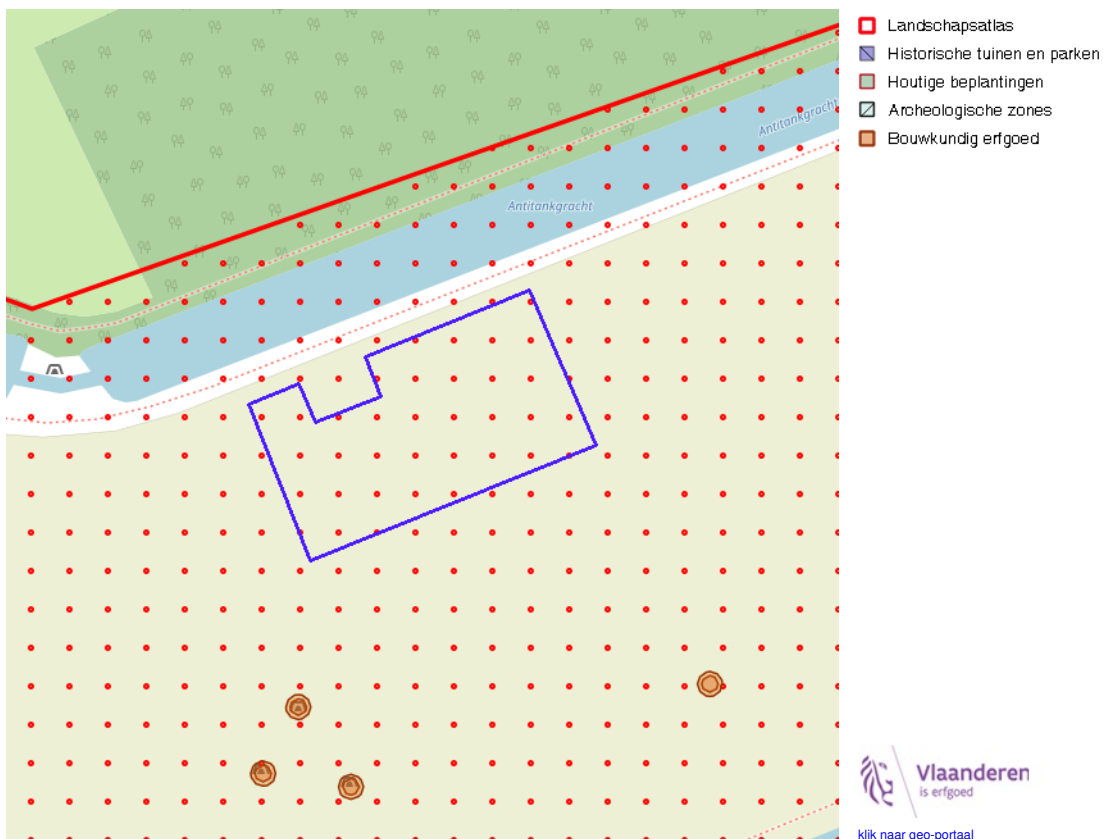 Landschapsatlas
Historische tuinen en parken
Houtige beplantingen
Archeologische zones
Bouwkundig erfgoed
Antitankgracht
Antitankgracht
Vlaanderen
is erfgoed
klik naar geo-portaal